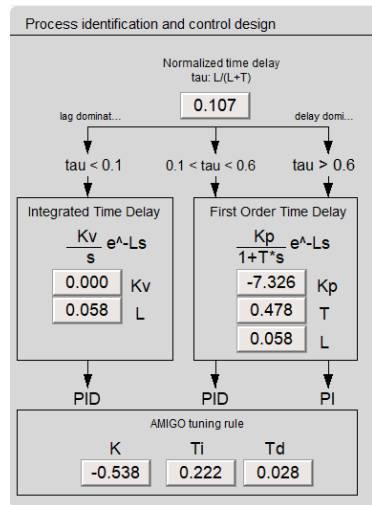 Process identification and control design
Normalized time delay
tau: L/(L+T)
0.107
lag dominat... delay domi...
tau < 0.1 0.1 < tau < 0.6 tau > 0.6
Integrated Time Delay First Order Time Delay
Kv
s
e^-Ls
Kp
1+T*s
e^-Ls
0.000 Kv
0.058 L
-7.326 Kp
0.478 T
0.058 L
PID PID PI
AMIGO tuning rule
K Ti Td
-0.538 0.222 0.028